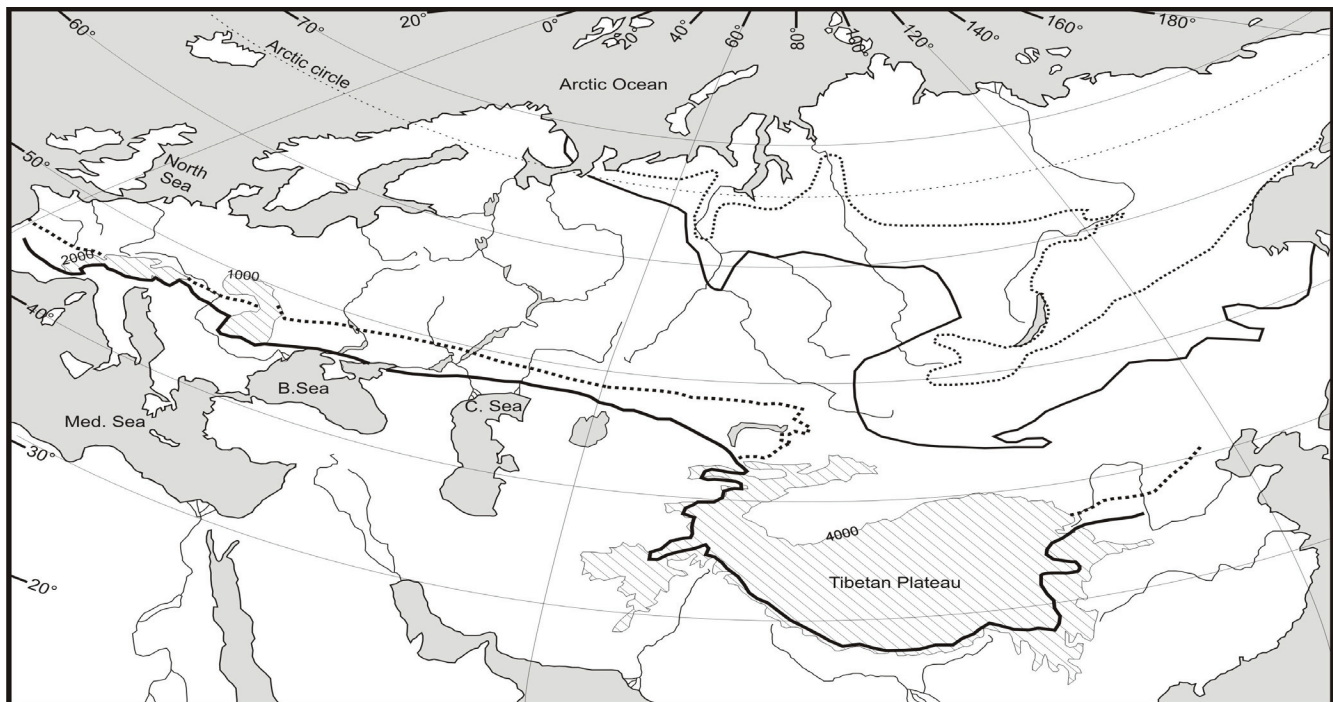 60°
70°
20°
0°
20°
40°
60°
80°
100°
120°
140°
160°
180°
Arctic circle
Arctic Ocean
50°
North
Sea
2000
1000
40°
B.Sea
C. Sea
Med. Sea
30°
4000
Tibetan Plateau
20°